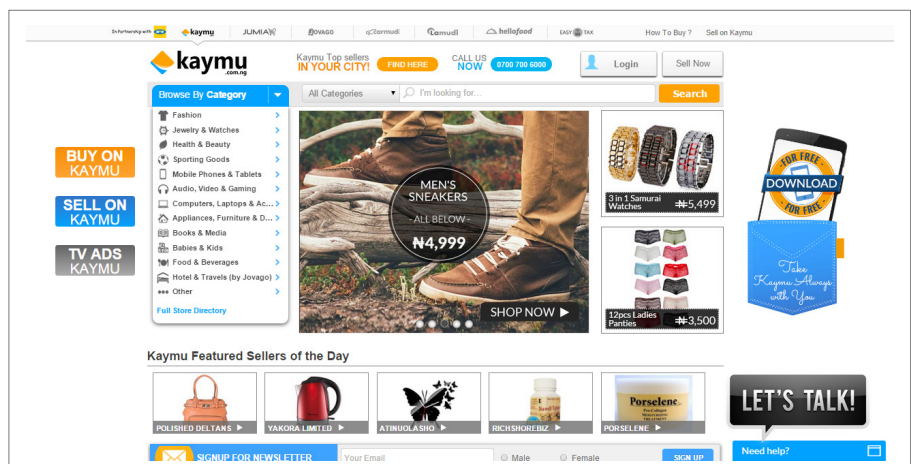 In Partnership with MTN
kaymu
JUMIA
JOVAGO
carmudi
lamudi
hellofood
EASY TAXI
How To Buy ?
Sell on Kaymu
kaymu
.com.ng
Kaymu Top sellers
IN YOUR CITY!
FIND HERE
CALL US
NOW
0700 700 6000
Login
Sell Now
Browse By Category
All Categories
I'm looking for...
Search
Fashion
Jewelry & Watches
Health & Beauty
Sporting Goods
Mobile Phones & Tablets
Audio, Video & Gaming
Computers, Laptops & Ac...
Appliances, Furniture & D...
Books & Media
Babies & Kids
Food & Beverages
Hotel & Travels (by Jovago)
Other
Full Store Directory
BUY ON
KAYMU
SELL ON
KAYMU
TV ADS
KAYMU
MEN'S
SNEAKERS
- ALL BELOW -
₦4,999
SHOP NOW
3 in 1 Samurai
Watches
₦5,499
12pcs Ladies
Panties
₦3,500
FOR FREE
DOWNLOAD
FOR FREE
Take
Kaymu Always
with You
Kaymu Featured Sellers of the Day
POLISHED DELTANS
YAKORA LIMITED
ATINUOLASHO
RICHSHOREBIZ
Porselene
PORSELENE
LET'S TALK!
Need help?
SIGNUP FOR NEWSLETTER
Your Email
Male
Female
SIGN UP